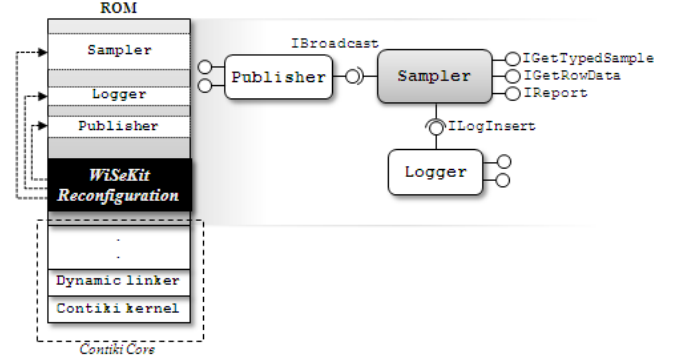 ROM
Sampler
Logger
Publisher
WiSeKit
Reconfiguration
.
.
Dynamic linker
Contiki kernel
Contiki Core
IBroadcast
Publisher
Sampler
IGetTypedSample
IGetRowData
IReport
ILogInsert
Logger